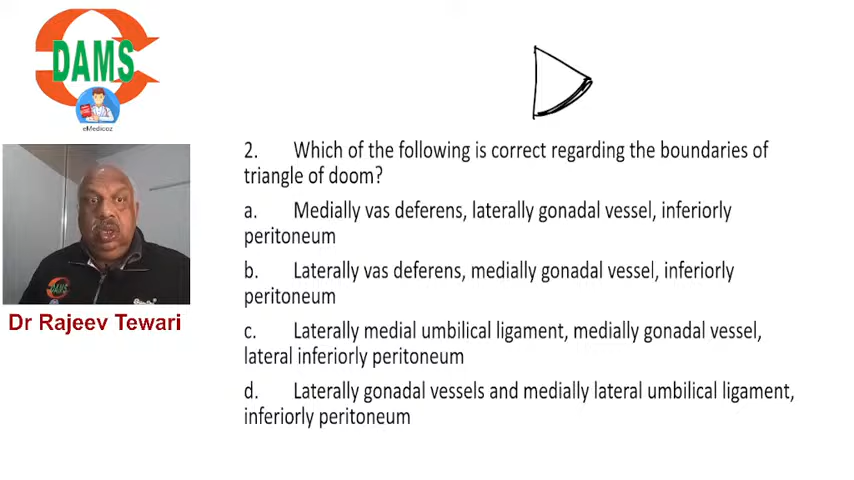 DAMS
eMedicoz
2. Which of the following is correct regarding the boundaries of
triangle of doom?
a. Medially vas deferens, laterally gonadal vessel, inferiorly
peritoneum
b. Laterally vas deferens, medially gonadal vessel, inferiorly
peritoneum
c. Laterally medial umbilical ligament, medially gonadal vessel,
lateral inferiorly peritoneum
d. Laterally gonadal vessels and medially lateral umbilical ligament,
inferiorly peritoneum
DAMS
Dr Rajeev Tewari